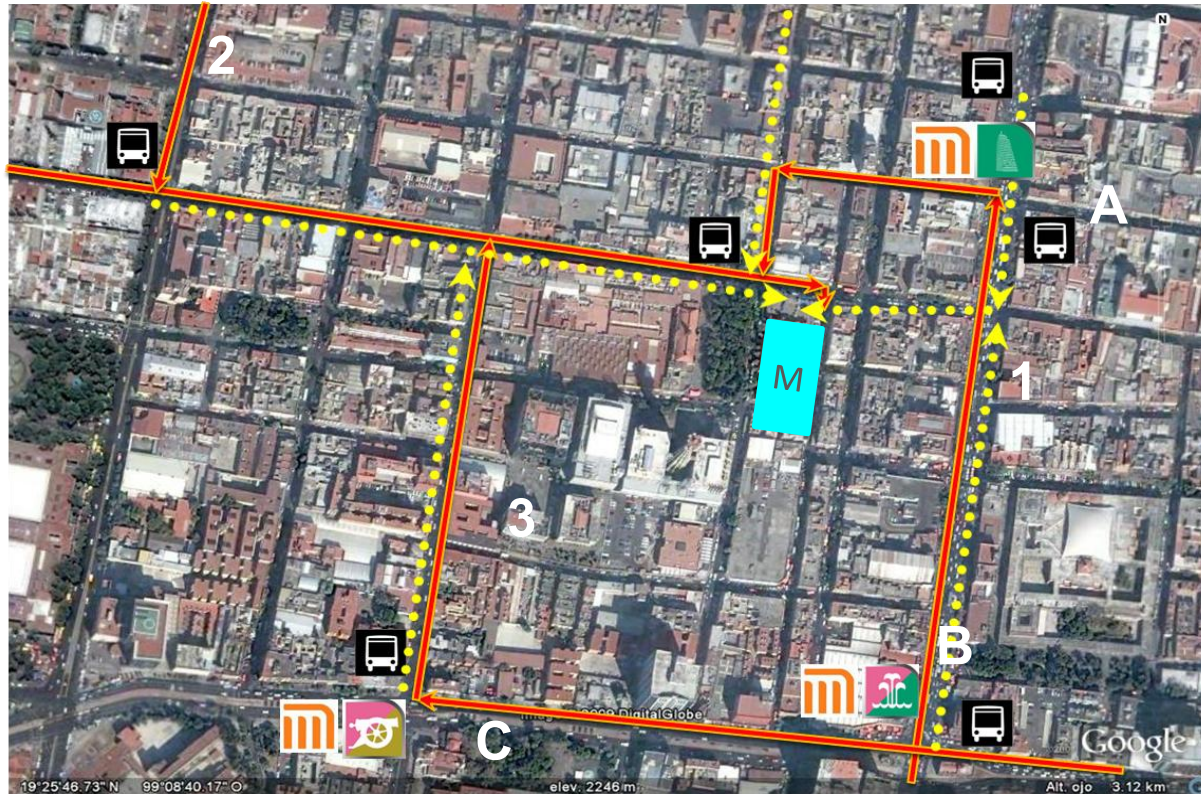 N
2
A
M
1
3
B
2009 DigitalGlobe
C
Google
19°25'46.73" N 99°08'40.17" O elev. 2246 m Alt. ojo 3.12 km